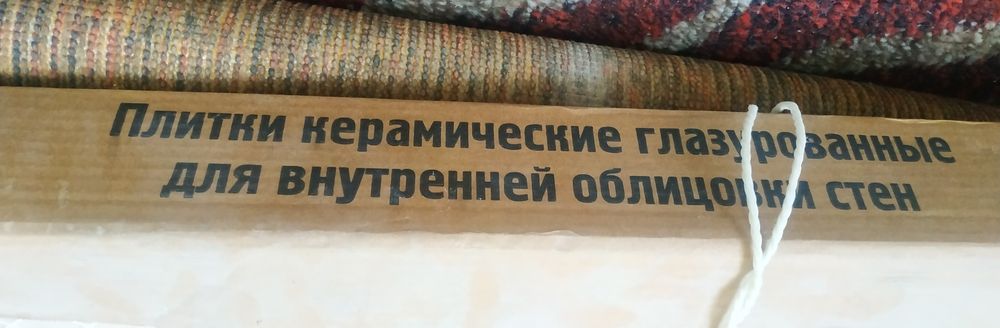 Плитки керамические глазурованные
для внутренней облицовки стен